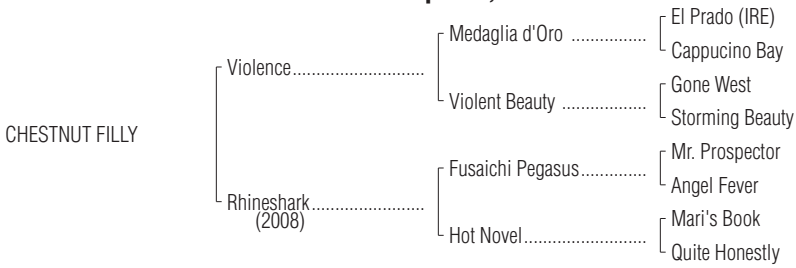 El Prado (IRE)
Medaglia d'Oro ................
Cappucino Bay
Violence...........................
Gone West
Violent Beauty ..................
Storming Beauty
CHESTNUT FILLY
Mr. Prospector
Fusaichi Pegasus..............
Angel Fever
Rhineshark.......................
(2008)
Mari's Book
Hot Novel..........................
Quite Honestly